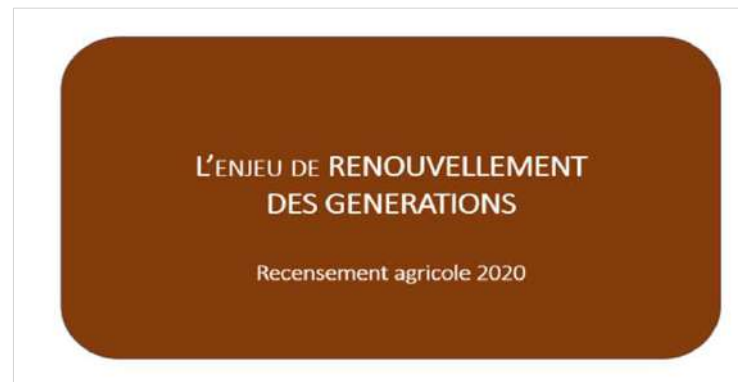 L'ENJEU DE RENOUVELLEMENT
DES GENERATIONS
Recensement agricole 2020